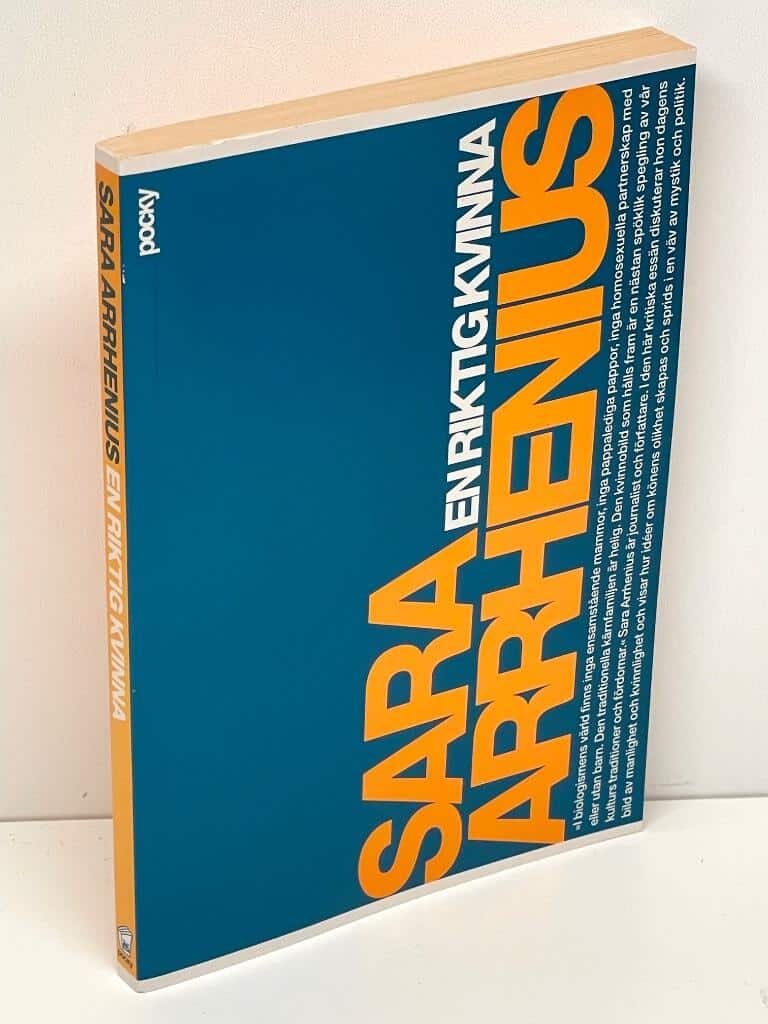 SARA ARRHENIUS EN RIKTIG KVINNA
pocky
pocky
EN RIKTIG KVINNA
SARA
ARRHENIUS
»I biologismens värld finns inga ensamstående mammor, inga pappalediga pappor, inga homosexuella partnerskap med
eller utan barn. Den traditionella kärnfamiljen är helig. Den kvinnobild som hålls fram är en nästan spöklik spegling av vår
kulturs traditioner och fördomar.« Sara Arrhenius är journalist och författare. I den här kritiska essän diskuterar hon dagens
bild av manlighet och kvinnlighet och visar hur idéer om könens olikhet skapas och sprids i en väv av mystik och politik.